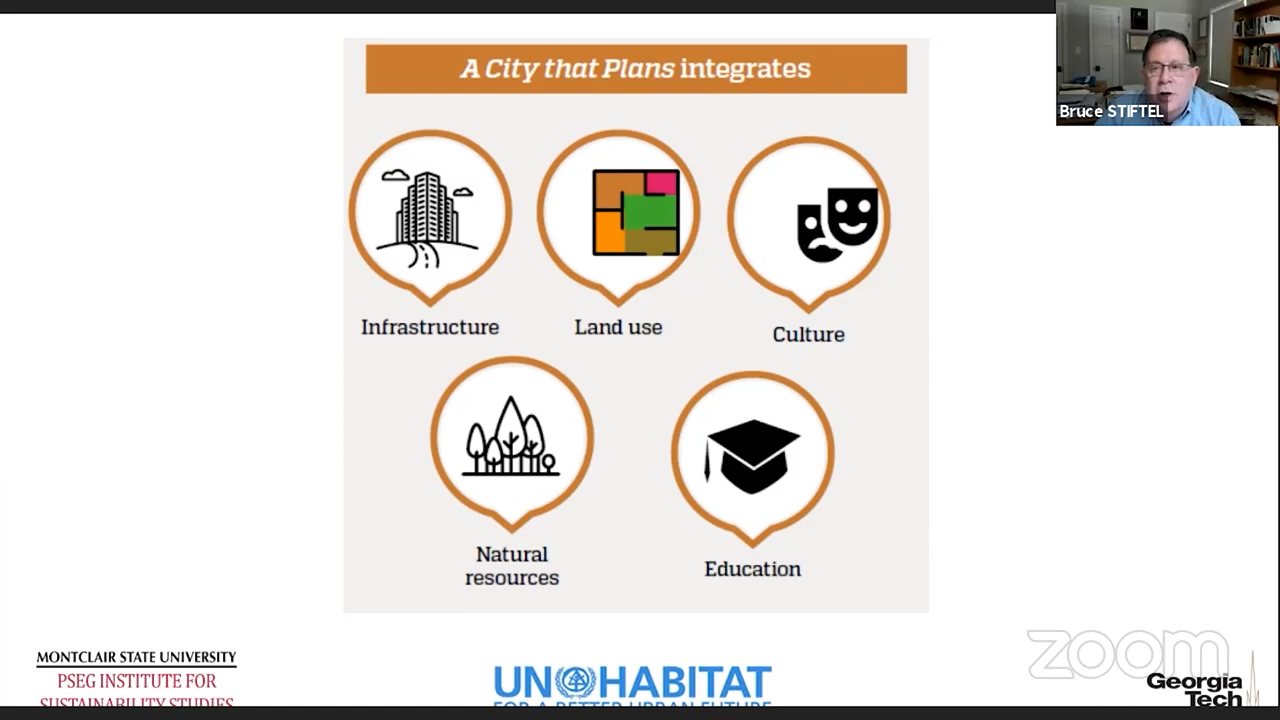 A City that Plans integrates
Bruce STIFTEL
Infrastructure
Land use
Culture
Natural
resources
Education
MONTCLAIR STATE UNIVERSITY
PSEG INSTITUTE FOR
SUSTAINABILITY STUDIES
UN HABITAT
FOR A BETTER URBAN FUTURE
zoom
Georgia
Tech